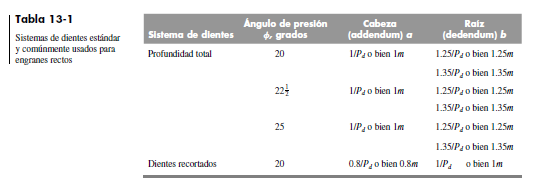 Tabla 13-1
Sistemas de dientes estándar
y comúnmente usados para
engranes rectos
Sistema de dientes Ángulo de presión ϕ, grados Cabeza (addendum) a Raíz (dedendum) b
Profundidad total 20 1/P_d o bien 1m 1.25/P_d o bien 1.25m
1.35/P_d o bien 1.35m
22½ 1/P_d o bien 1m 1.25/P_d o bien 1.25m
1.35/P_d o bien 1.35m
25 1/P_d o bien 1m 1.25/P_d o bien 1.25m
1.35/P_d o bien 1.35m
Dientes recortados 20 0.8/P_d o bien 0.8m 1/P_d o bien 1m